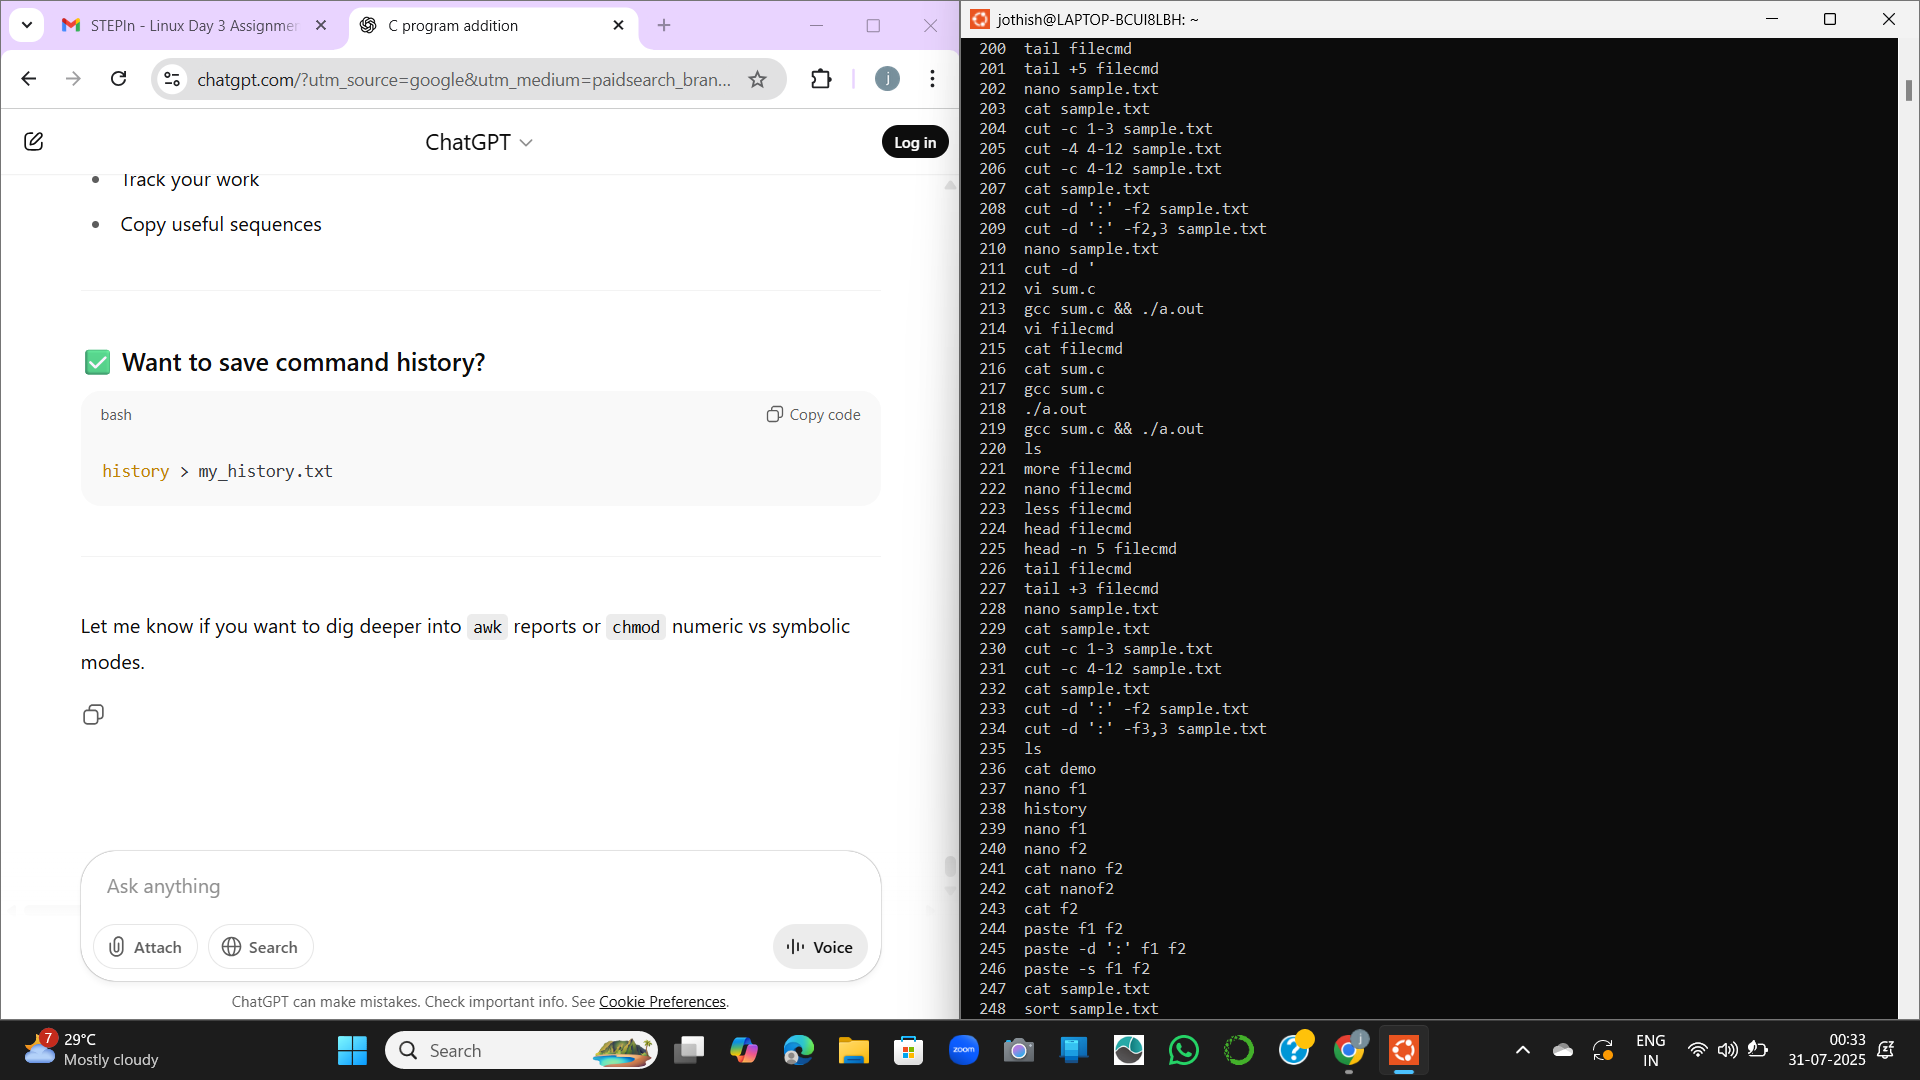 STEPIn - Linux Day 3 Assignmen
C program addition
chatgpt.com/?utm_source=google&utm_medium=paidsearch_bran...
j
ChatGPT
Log in
Track your work
Copy useful sequences
Want to save command history?
bash
Copy code
history > my_history.txt
Let me know if you want to dig deeper into awk reports or chmod numeric vs symbolic
modes.
Ask anything
Attach
Search
Voice
ChatGPT can make mistakes. Check important info. See Cookie Preferences.
jothish@LAPTOP-BCUI8LBH: ~
200 tail filecmd
201 tail +5 filecmd
202 nano sample.txt
203 cat sample.txt
204 cut -c 1-3 sample.txt
205 cut -4 4-12 sample.txt
206 cut -c 4-12 sample.txt
207 cat sample.txt
208 cut -d ':' -f2 sample.txt
209 cut -d ':' -f2,3 sample.txt
210 nano sample.txt
211 cut -d '
212 vi sum.c
213 gcc sum.c && ./a.out
214 vi filecmd
215 cat filecmd
216 cat sum.c
217 gcc sum.c
218 ./a.out
219 gcc sum.c && ./a.out
220 ls
221 more filecmd
222 nano filecmd
223 less filecmd
224 head filecmd
225 head -n 5 filecmd
226 tail filecmd
227 tail +3 filecmd
228 nano sample.txt
229 cat sample.txt
230 cut -c 1-3 sample.txt
231 cut -c 4-12 sample.txt
232 cat sample.txt
233 cut -d ':' -f2 sample.txt
234 cut -d ':' -f3,3 sample.txt
235 ls
236 cat demo
237 nano f1
238 history
239 nano f1
240 nano f2
241 cat nano f2
242 cat nanof2
243 cat f2
244 paste f1 f2
245 paste -d ':' f1 f2
246 paste -s f1 f2
247 cat sample.txt
248 sort sample.txt
7
29°C
Mostly cloudy
Search
zoom
j
ENG
IN
00:33
31-07-2025